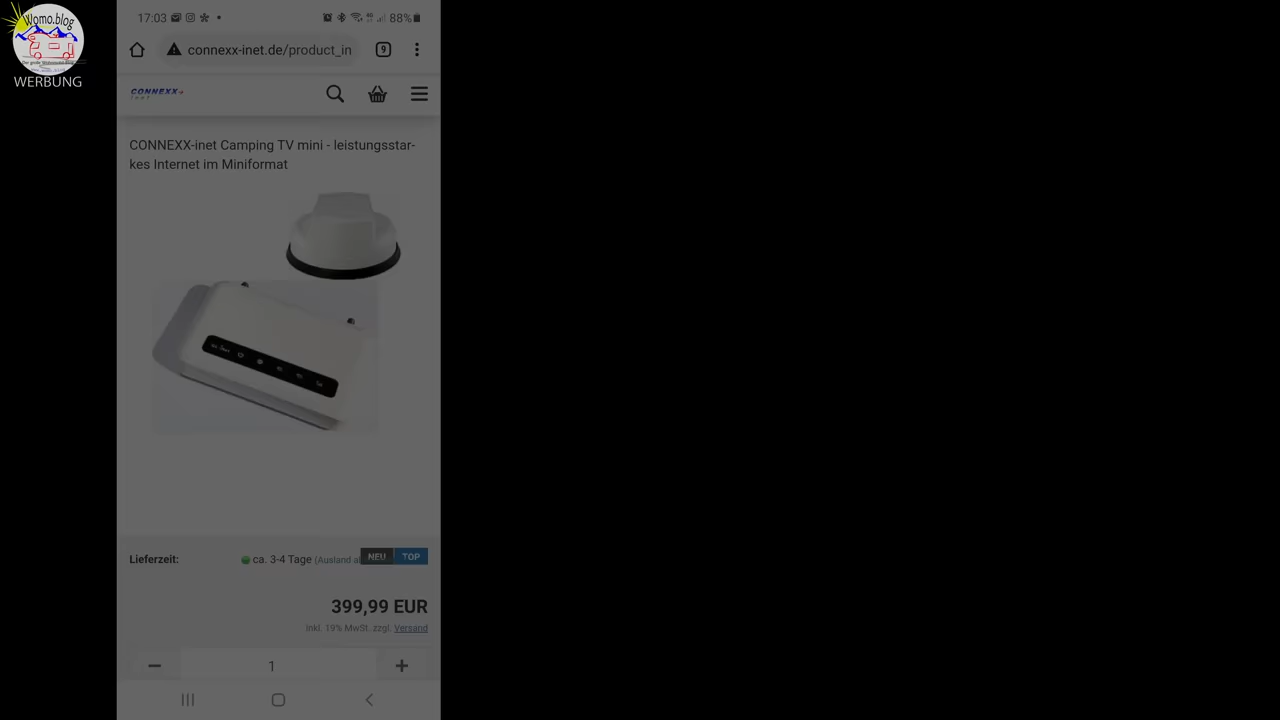 Womo.blog
WERBUNG
17:03
88%
connexx-inet.de/product_in
9
CONNEXX
inet
CONNEXX-inet Camping TV mini - leistungsstar-
kes Internet im Miniformat
Lieferzeit:
ca. 3-4 Tage (Ausland a
NEU
TOP
399,99 EUR
inkl. 19% MwSt. zzgl. Versand
1